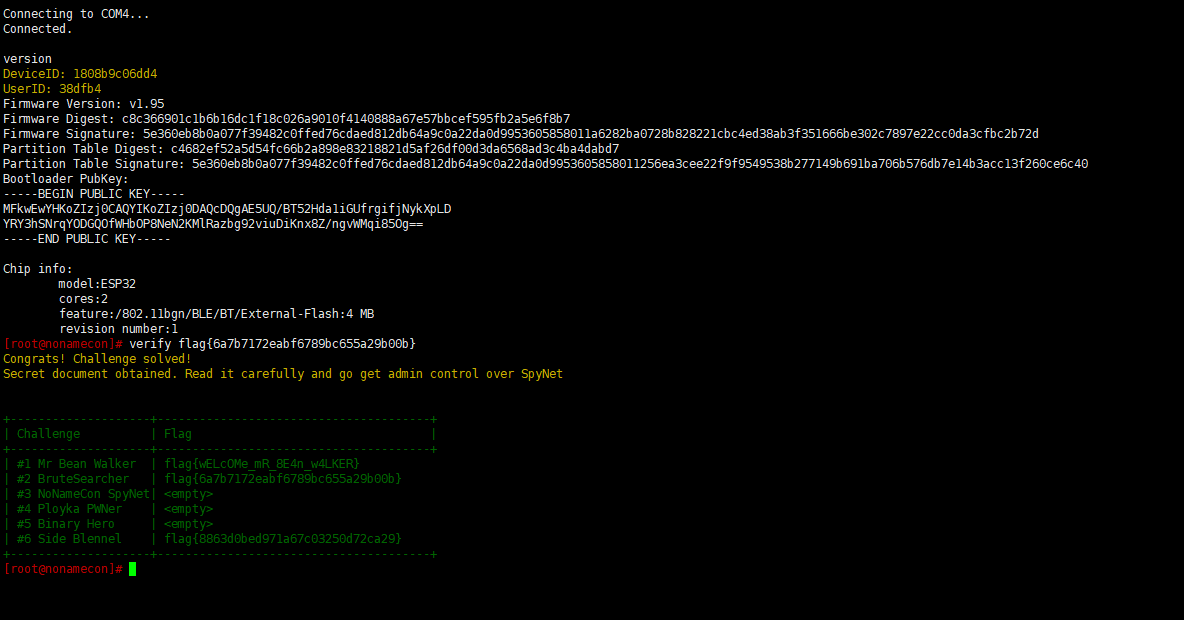 Connecting to COM4...
Connected.
version
DeviceID: 1808b9c06dd4
UserID: 38dfb4
Firmware Version: v1.95
Firmware Digest: c8c366901c1b6b16dc1f18c026a9010f4140888a67e57bbcef595fb2a5e6f8b7
Firmware Signature: 5e360eb8b0a077f39482c0ffed76cdaed812db64a9c0a22da0d9953605858011a6282ba0728b828221cbc4ed38ab3f351666be302c7897e22cc0da3cfbc2b72d
Partition Table Digest: c4682ef52a5d54fc66b2a898e83218821d5af26df00d3da6568ad3c4ba4dabd7
Partition Table Signature: 5e360eb8b0a077f39482c0ffed76cdaed812db64a9c0a22da0d9953605858011256ea3cee22f9f9549538b277149b691ba706b576db7e14b3acc13f260ce6c40
Bootloader PubKey:
-----BEGIN PUBLIC KEY-----
MFkwEwYHKoZIzj0CAQYIKoZIzj0DAQcDQgAE5UQ/BT52HdaliGUfrgifjNykXpLD
YRY3hSNrqYODGQOfWHbOP8NeN2KMlRazbg92viuDiKnx8Z/ngvWMqi85Og==
-----END PUBLIC KEY-----
Chip info:
model:ESP32
cores:2
feature:/802.11bgn/BLE/BT/External-Flash:4 MB
revision number:1
[root@nonamecon]# verify flag{6a7b7172eabf6789bc655a29b00b}
Congrats! Challenge solved!
Secret document obtained. Read it carefully and go get admin control over SpyNet
+--------------------+---------------------------------------+
| Challenge | Flag |
+--------------------+---------------------------------------+
| #1 Mr Bean Walker | flag{wELcOMe_mR_8E4n_w4LKER}
| #2 BruteSearcher | flag{6a7b7172eabf6789bc655a29b00b}
| #3 NoNameCon SpyNet| <empty>
| #4 Ployka PWNer | <empty>
| #5 Binary Hero | <empty>
| #6 Side Blennel | flag{8863d0bed971a67c03250d72ca29}
+--------------------+---------------------------------------+
[root@nonamecon]#